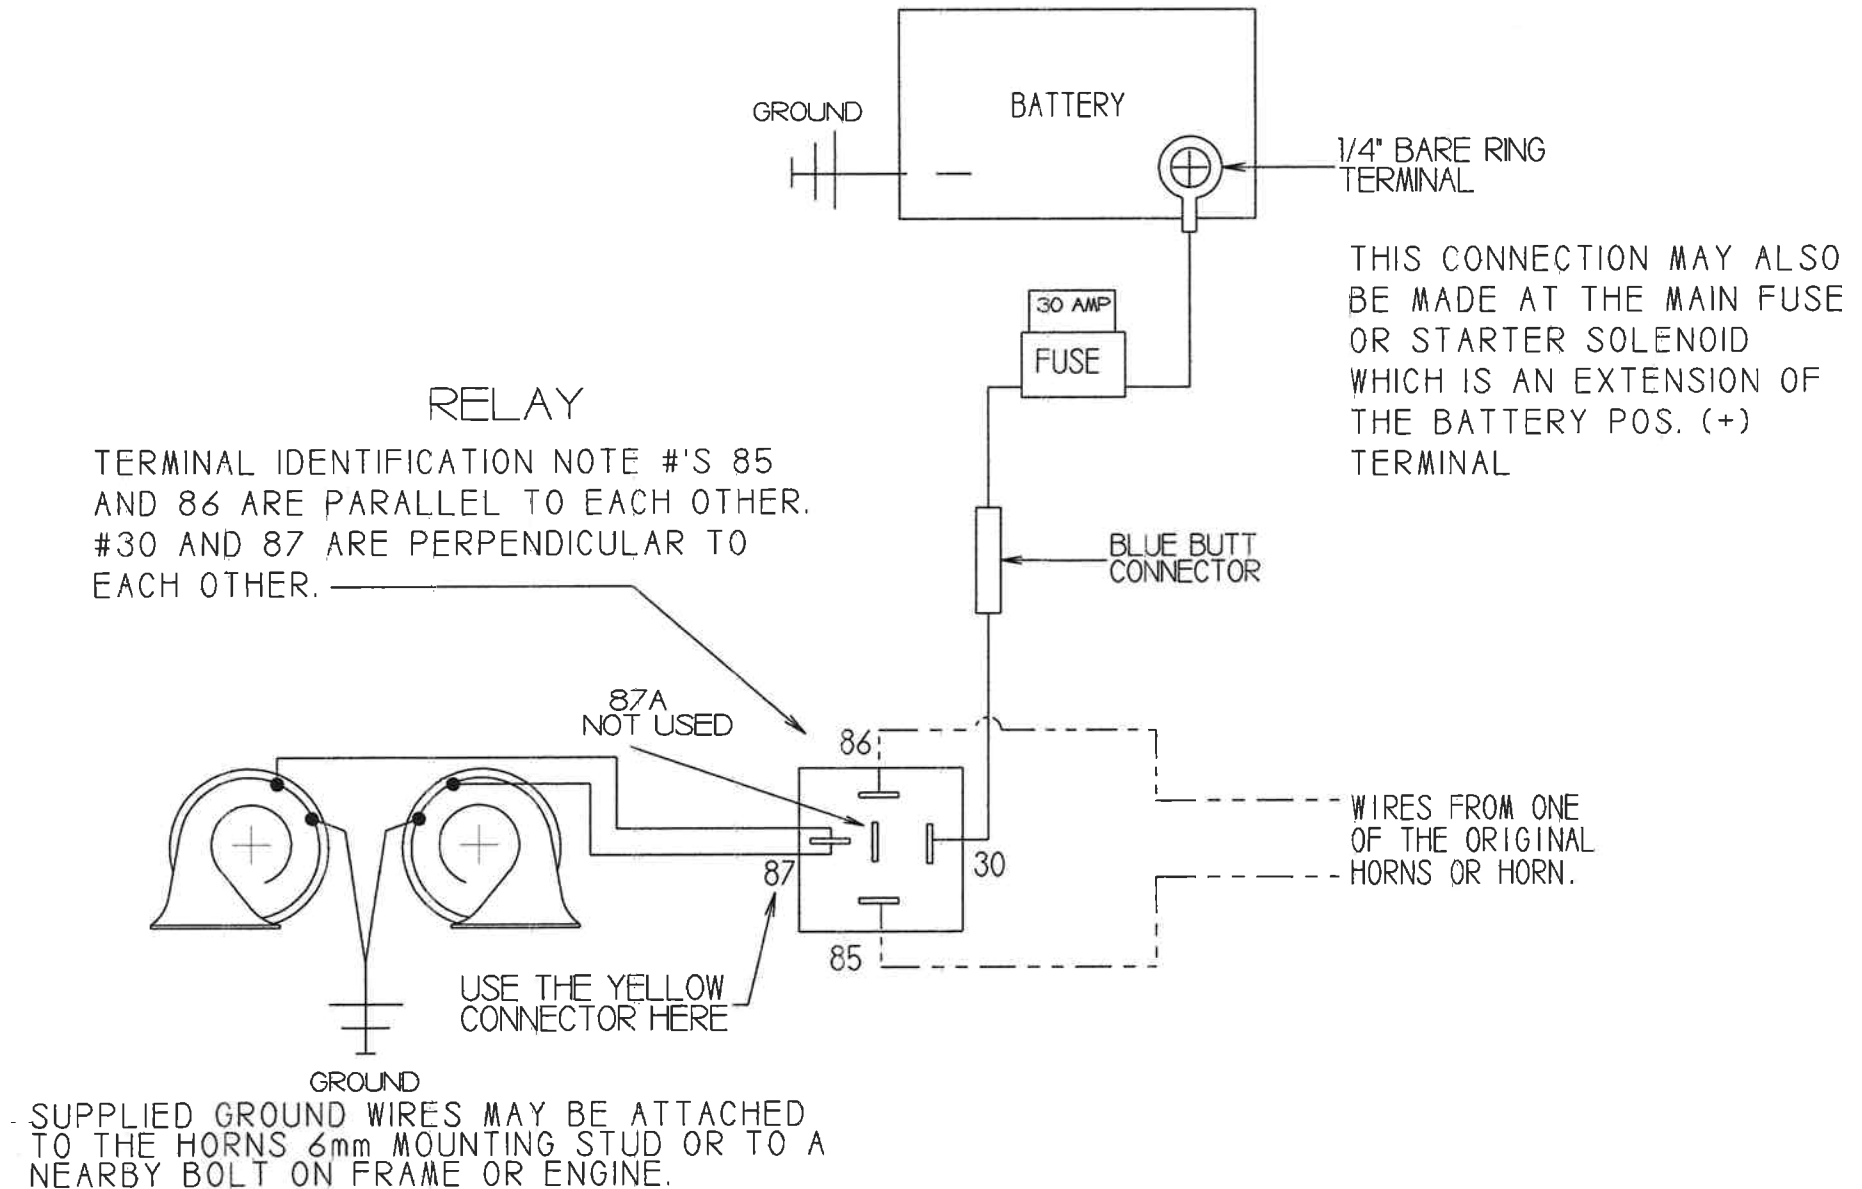 BATTERY
GROUND
1/4" BARE RING
TERMINAL
THIS CONNECTION MAY ALSO
BE MADE AT THE MAIN FUSE
OR STARTER SOLENOID
WHICH IS AN EXTENSION OF
THE BATTERY POS. (+)
TERMINAL
30 AMP
FUSE
RELAY
TERMINAL IDENTIFICATION NOTE #'S 85
AND 86 ARE PARALLEL TO EACH OTHER.
#30 AND 87 ARE PERPENDICULAR TO
EACH OTHER.
BLUE BUTT
CONNECTOR
87A
NOT USED
86
87
30
85
WIRES FROM ONE
OF THE ORIGINAL
HORNS OR HORN.
USE THE YELLOW
CONNECTOR HERE
GROUND
SUPPLIED GROUND WIRES MAY BE ATTACHED
TO THE HORNS 6mm MOUNTING STUD OR TO A
NEARBY BOLT ON FRAME OR ENGINE.